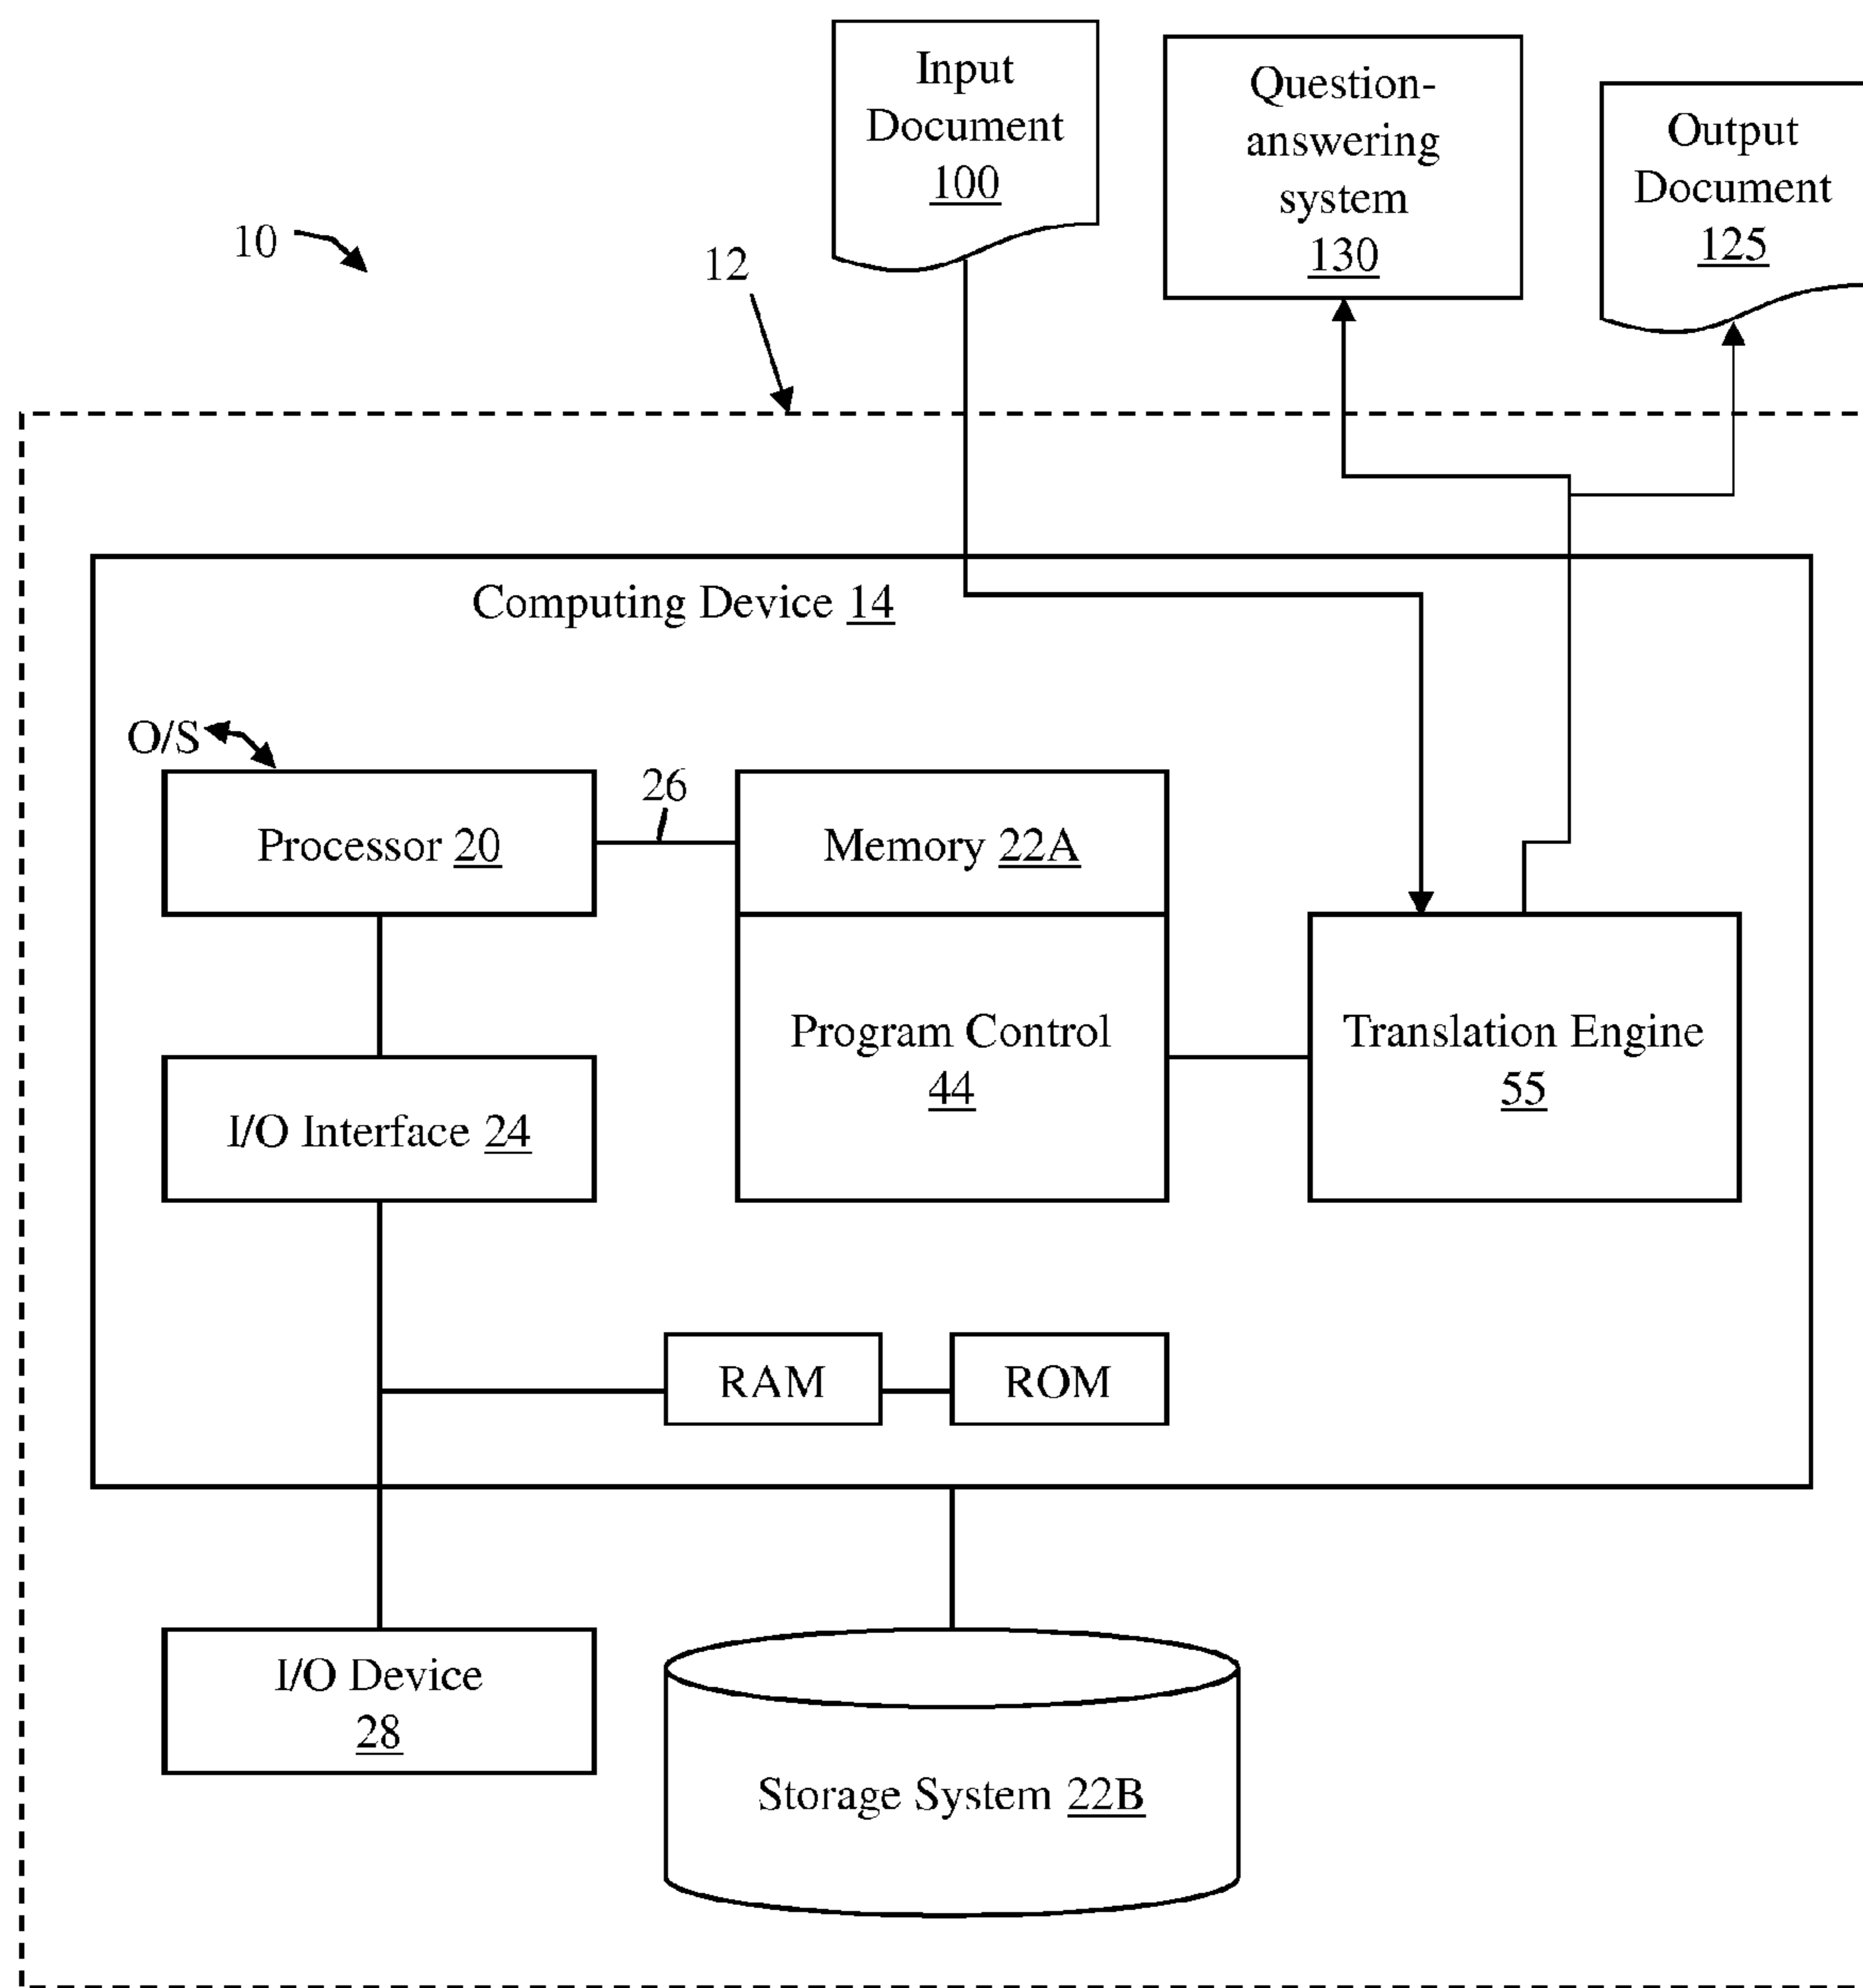 Input
Document
100
Question-
answering
system
130
Output
Document
125
10
12
Computing Device 14
O/S
26
Processor 20
Memory 22A
Program Control
44
Translation Engine
55
I/O Interface 24
RAM
ROM
I/O Device
28
Storage System 22B